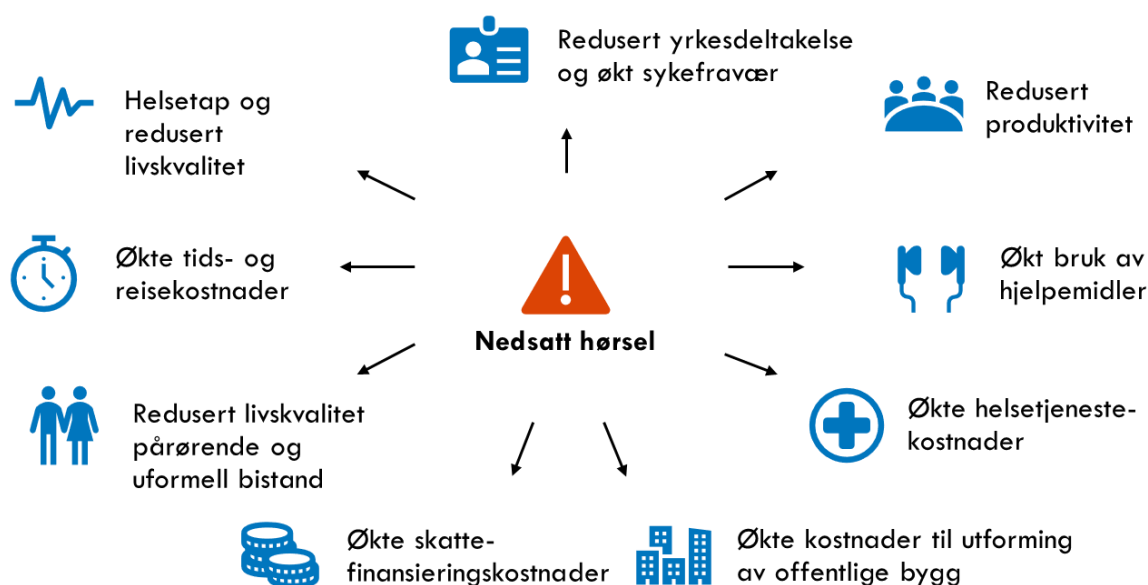 Redusert yrkesdeltakelse
og økt sykefravær
Helsetap og
redusert
livskvalitet
Redusert
produktivitet
Økte tids- og
reisekostnader
Økt bruk av
hjelpemidler
Nedsatt hørsel
Redusert livskvalitet
pårørende og
uformell bistand
Økte helsetjeneste-
kostnader
Økte skatte-
finansieringskostnader
Økte kostnader til utforming
av offentlige bygg